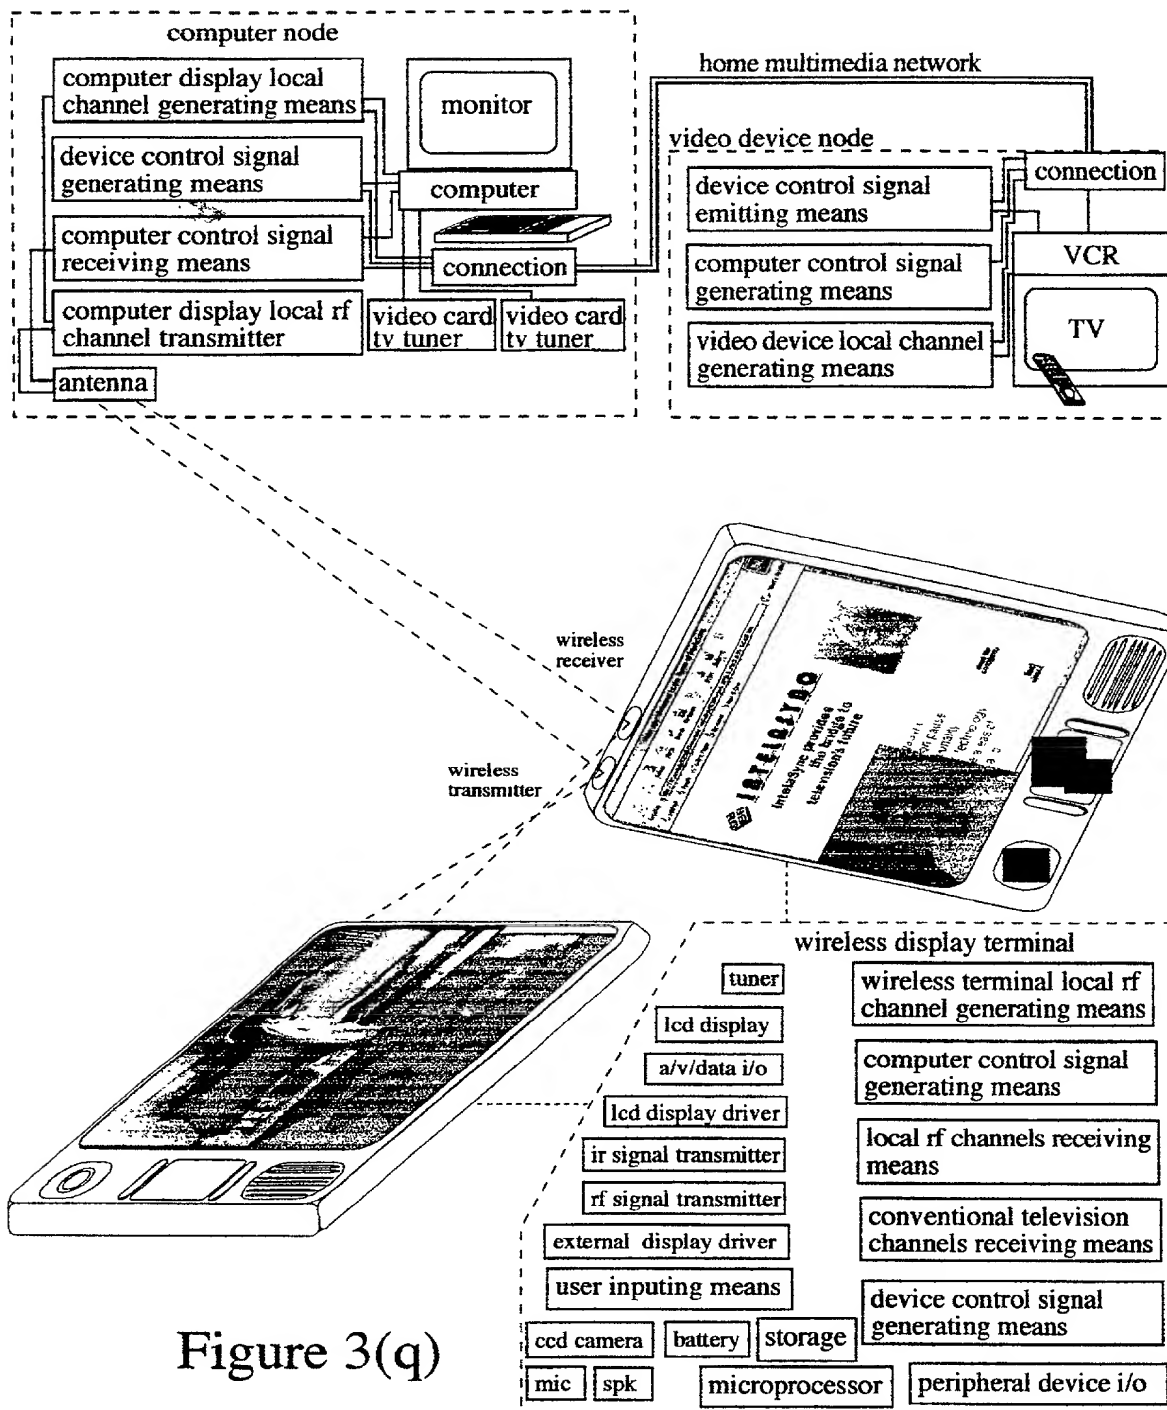 computer node
computer display local
channel generating means
device control signal
generating means
computer control signal
receiving means
computer display local rf
channel transmitter
antenna
monitor
computer
connection
video card
tv tuner
video card
tv tuner
home multimedia network
video device node
connection
device control signal
emitting means
computer control signal
generating means
video device local channel
generating means
VCR
TV
wireless
receiver
wireless
transmitter
IntelaSync provides
the bridge to
television's future
wireless display terminal
tuner
lcd display
a/v/data i/o
lcd display driver
ir signal transmitter
rf signal transmitter
external display driver
user inputing means
ccd camera
battery
storage
mic
spk
microprocessor
peripheral device i/o
wireless terminal local rf
channel generating means
computer control signal
generating means
local rf channels receiving
means
conventional television
channels receiving means
device control signal
generating means
Figure 3(q)